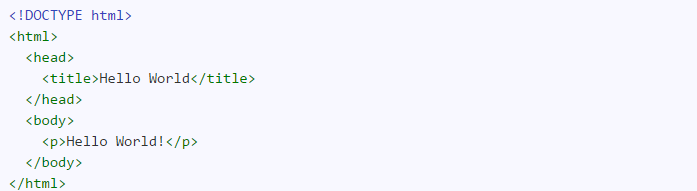 <!DOCTYPE html>
<html>
  <head>
    <title>Hello World</title>
  </head>
  <body>
    <p>Hello World!</p>
  </body>
</html>